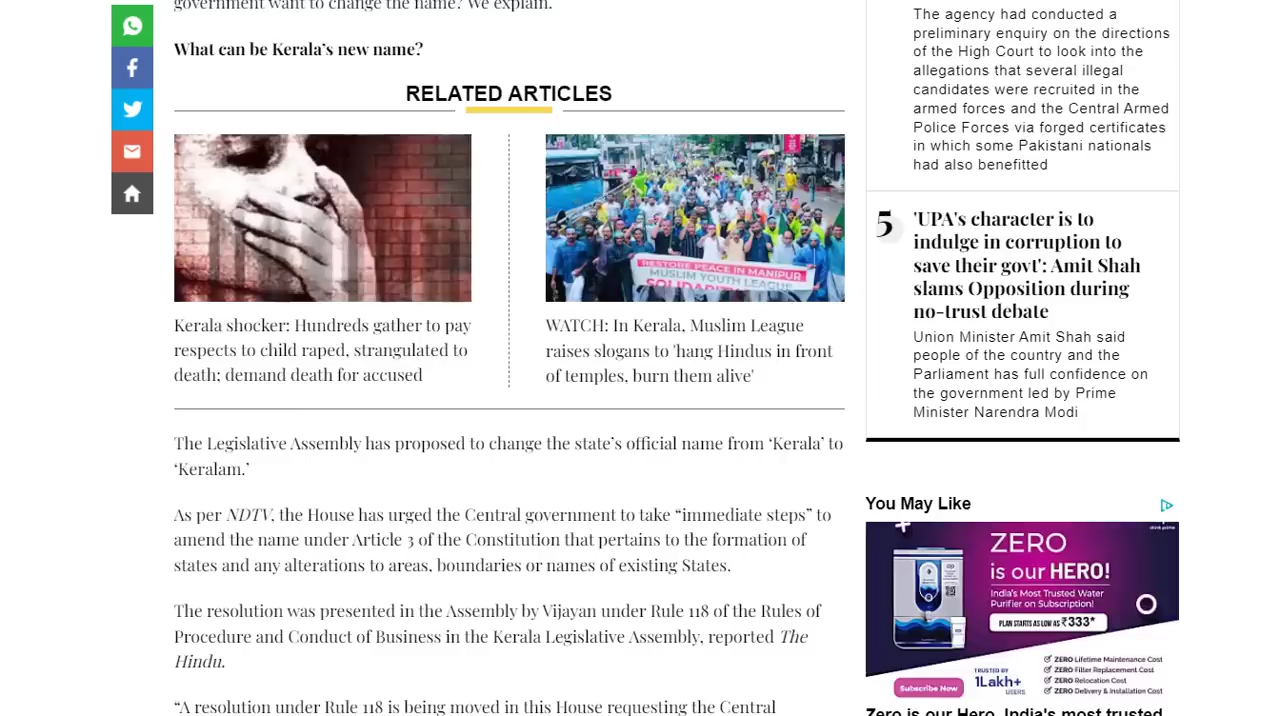 government want to change the name? We explain.
What can be Kerala’s new name?
RELATED ARTICLES
RESTORE PEACE IN MANIPUR
MUSLIM YOUTH LEAGUE
SOLIDARITY
Kerala shocker: Hundreds gather to pay
respects to child raped, strangulated to
death; demand death for accused
WATCH: In Kerala, Muslim League
raises slogans to 'hang Hindus in front
of temples, burn them alive'
The Legislative Assembly has proposed to change the state’s official name from ‘Kerala’ to
‘Keralam.’
As per NDTV, the House has urged the Central government to take “immediate steps” to
amend the name under Article 3 of the Constitution that pertains to the formation of
states and any alterations to areas, boundaries or names of existing States.
The resolution was presented in the Assembly by Vijayan under Rule 118 of the Rules of
Procedure and Conduct of Business in the Kerala Legislative Assembly, reported The
Hindu.
“A resolution under Rule 118 is being moved in this House requesting the Central
The agency had conducted a
preliminary enquiry on the directions
of the High Court to look into the
allegations that several illegal
candidates were recruited in the
armed forces and the Central Armed
Police Forces via forged certificates
in which some Pakistani nationals
had also benefitted
5
'UPA's character is to
indulge in corruption to
save their govt': Amit Shah
slams Opposition during
no-trust debate
Union Minister Amit Shah said
people of the country and the
Parliament has full confidence on
the government led by Prime
Minister Narendra Modi
You May Like
drink prime
ZERO
is our HERO!
India's Most Trusted Water
Purifier on Subscription!
PLAN STARTS AS LOW AS ₹333*
ZERO Lifetime Maintenance Cost
ZERO Filter Replacement Cost
ZERO Relocation Cost
ZERO Delivery & Installation Cost
TRUSTED BY
1Lakh+
USERS
Subscribe Now
Zero is our Hero. India's most trusted